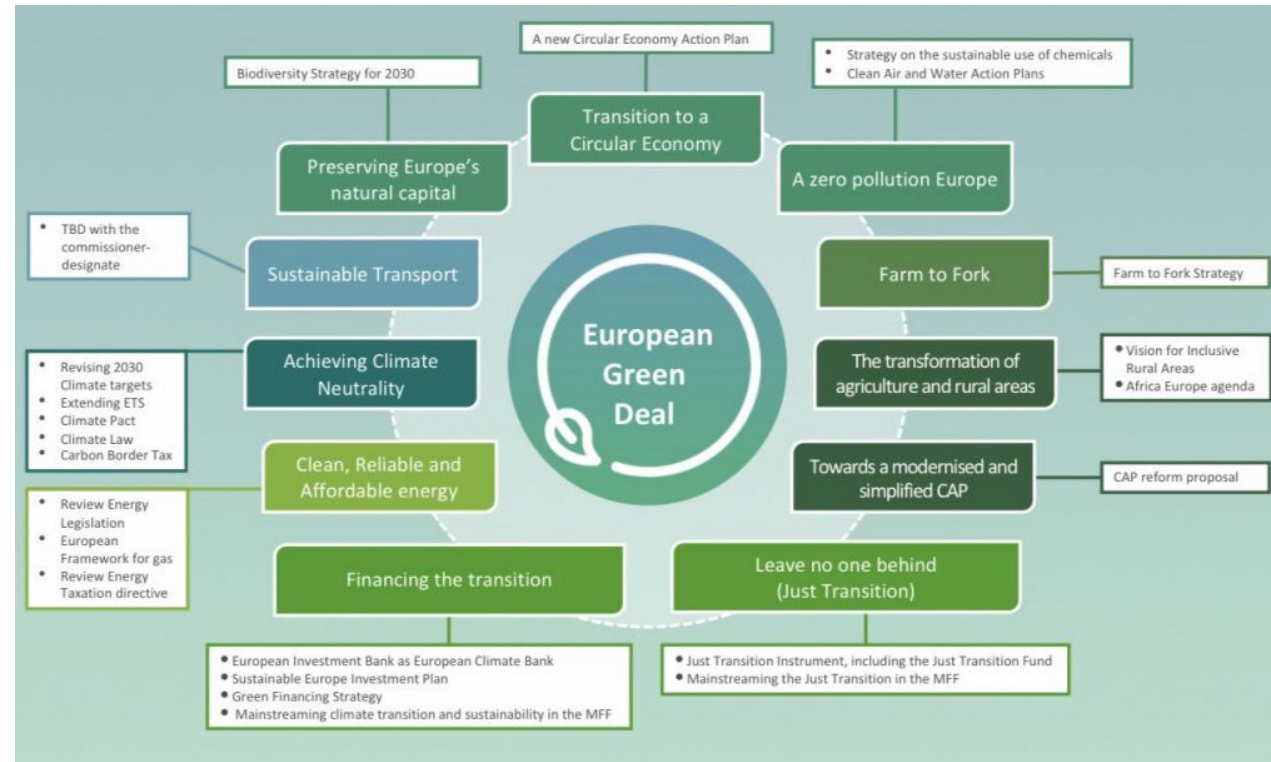 A new Circular Economy Action Plan
Biodiversity Strategy for 2030
• Strategy on the sustainable use of chemicals
• Clean Air and Water Action Plans
Transition to a
Circular Economy
Preserving Europe's
natural capital
A zero pollution Europe
• TBD with the
commissioner-
designate
Sustainable Transport
Farm to Fork
Farm to Fork Strategy
European
Green
Deal
• Revising 2030
Climate targets
• Extending ETS
• Climate Pact
• Climate Law
• Carbon Border Tax
Achieving Climate
Neutrality
The transformation of
agriculture and rural areas
• Vision for Inclusive
Rural Areas
• Africa Europe agenda
• Review Energy
Legislation
• European
Framework for gas
• Review Energy
Taxation directive
Clean, Reliable and
Affordable energy
Towards a modernised and
simplified CAP
CAP reform proposal
Financing the transition
Leave no one behind
(Just Transition)
• European Investment Bank as European Climate Bank
• Sustainable Europe Investment Plan
• Green Financing Strategy
• Mainstreaming climate transition and sustainability in the MFF
• Just Transition Instrument, including the Just Transition Fund
• Mainstreaming the Just Transition in the MFF